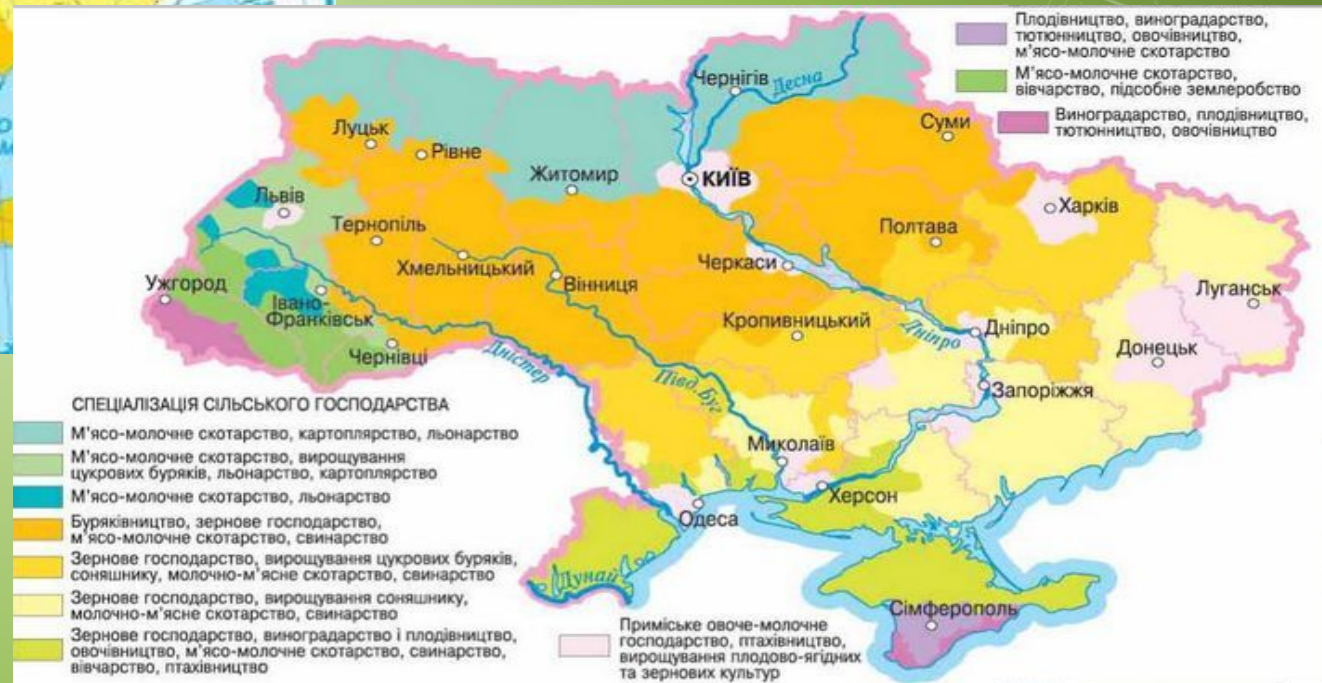 Плодівництво, виноградарство,
тютюнництво, овочівництво,
м'ясо-молочне скотарство
М'ясо-молочне скотарство,
вівчарство, підсобне землеробство
Виноградарство, плодівництво,
тютюнництво, овочівництво
Чернігів
Десна
Суми
Луцьк
Рівне
Житомир
КИЇВ
Львів
Харків
Тернопіль
Полтава
Хмельницький
Черкаси
Ужгород
Вінниця
Луганськ
Івано-
Франківськ
Кропивницький
Дніпро
Дніпро
Чернівці
Донецьк
Дністер
Півд. Буг
Запоріжжя
Миколаїв
Херсон
Одеса
Дунай
Сімферополь
СПЕЦІАЛІЗАЦІЯ СІЛЬСЬКОГО ГОСПОДАРСТВА
М'ясо-молочне скотарство, картоплярство, льонарство
М'ясо-молочне скотарство, вирощування
цукрових буряків, льонарство, картоплярство
М'ясо-молочне скотарство, льонарство
Буряківництво, зернове господарство,
м'ясо-молочне скотарство, свинарство
Зернове господарство, вирощування цукрових буряків,
соняшнику, молочно-м'ясне скотарство, свинарство
Зернове господарство, вирощування соняшнику,
молочно-м'ясне скотарство, свинарство
Зернове господарство, виноградарство і плодівництво,
овочівництво, м'ясо-молочне скотарство, свинарство,
вівчарство, птахівництво
Приміське овоче-молочне
господарство, птахівництво,
вирощування плодово-ягідних
та зернових культур